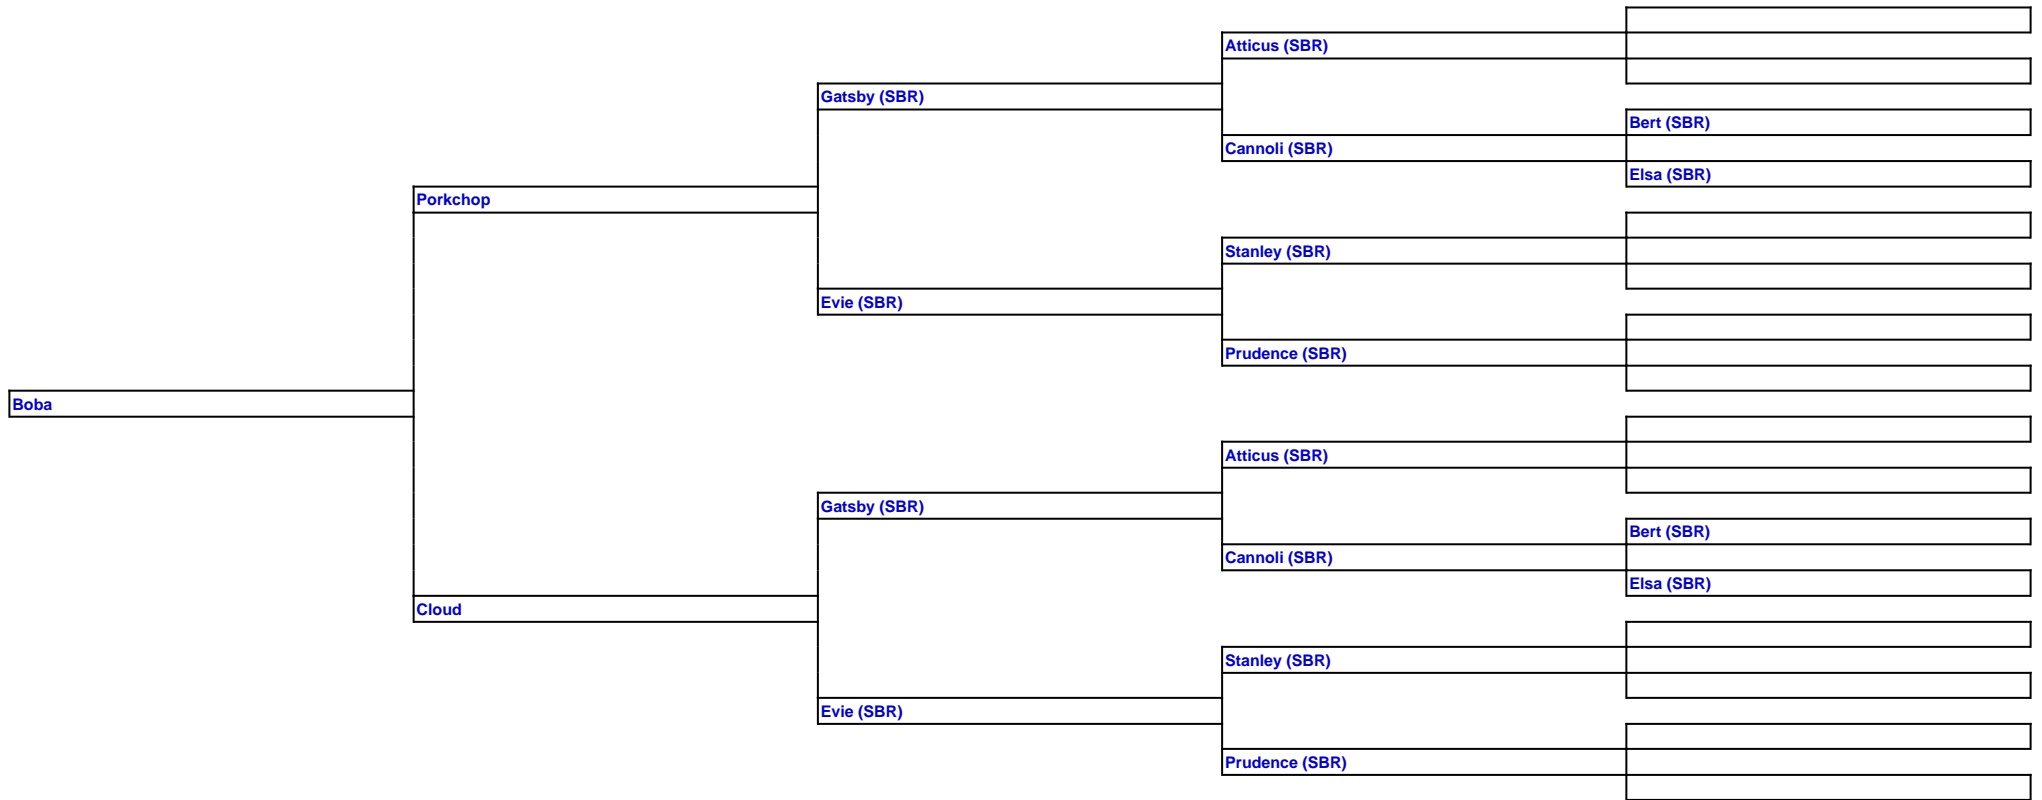 Atticus (SBR)
Gatsby (SBR)
Bert (SBR)
Cannoli (SBR)
Elsa (SBR)
Porkchop
Stanley (SBR)
Evie (SBR)
Prudence (SBR)
Boba
Atticus (SBR)
Gatsby (SBR)
Bert (SBR)
Cannoli (SBR)
Elsa (SBR)
Cloud
Stanley (SBR)
Evie (SBR)
Prudence (SBR)